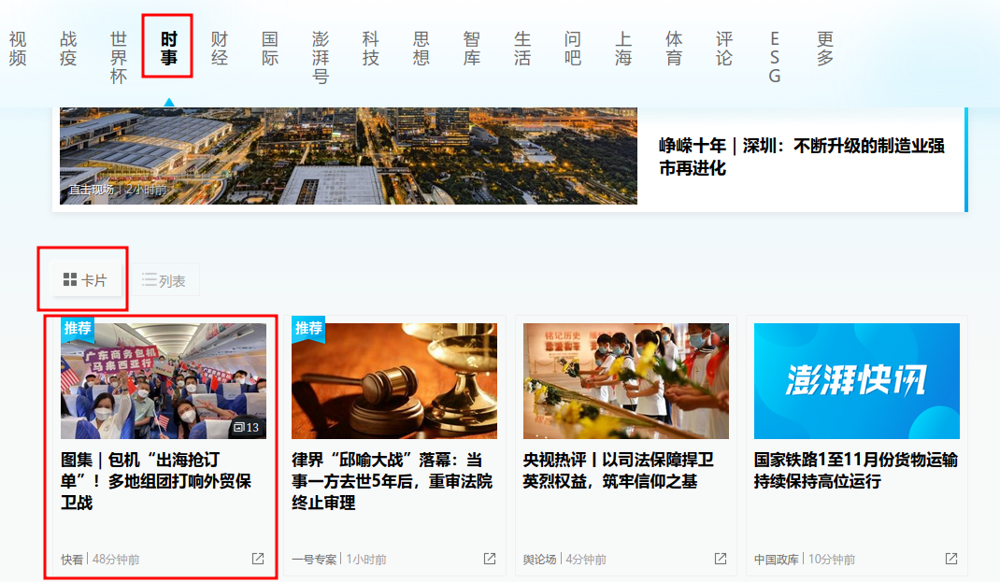 视频 战疫 世界杯 时事 财经 国际 澎湃号 科技 思想 智库 生活 问吧 上海 体育 评论 ESG 更多
直击现场 | 2小时前
峥嵘十年｜深圳：不断升级的制造业强
市再进化
卡片 列表
推荐
广东商务包机
马来西亚行
13
图集｜包机“出海抢订
单”！多地组团打响外贸保
卫战
快看 | 48分钟前
推荐
律界“邱喻大战”落幕：当
事一方去世5年后，重审法院
终止审理
一号专案 | 1小时前
铭记历史
央视热评丨以司法保障捍卫
英烈权益，筑牢信仰之基
舆论场 | 4分钟前
澎湃快讯
国家铁路1至11月份货物运输
持续保持高位运行
中国政库 | 10分钟前